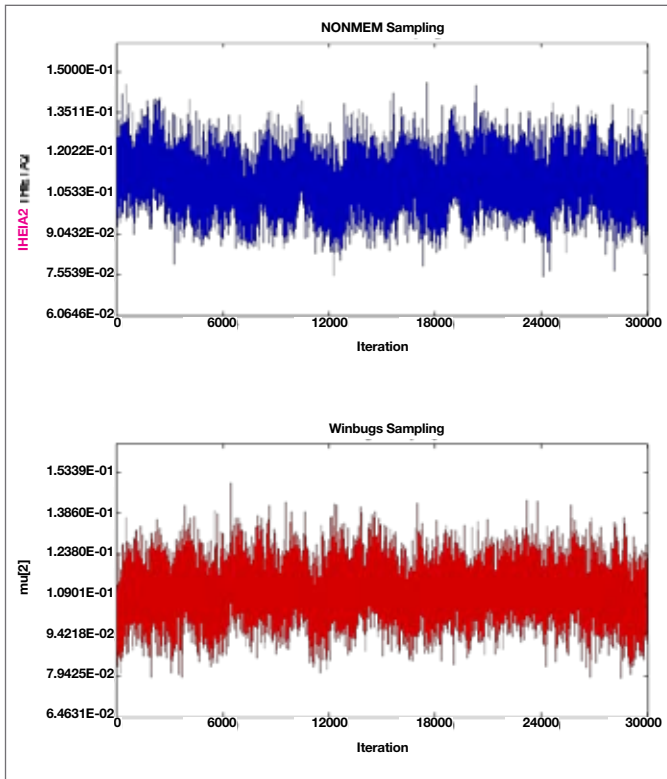 NONMEM Sampling
1.5000E-01
1.3511E-01
1.2022E-01
1.0533E-01
9.0432E-02
7.5539E-02
6.0646E-02
IHEIA2
0 6000 12000 18000 24000 30000
Iteration
Winbugs Sampling
1.5339E-01
1.3860E-01
1.2380E-01
1.0901E-01
9.4218E-02
7.9425E-02
6.4631E-02
mu[2]
0 6000 12000 18000 24000 30000
Iteration